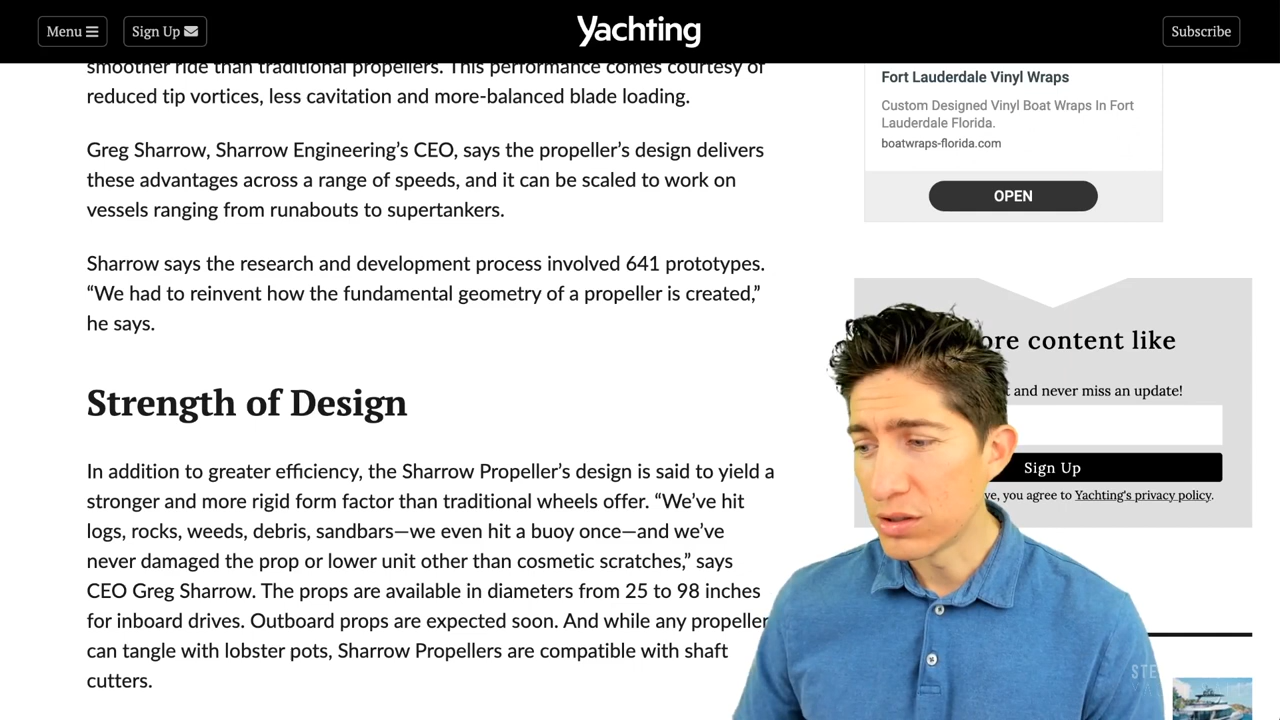 Menu
Sign Up
Yachting
Subscribe
smoother ride than traditional propellers. This performance comes courtesy of
reduced tip vortices, less cavitation and more-balanced blade loading.
Greg Sharrow, Sharrow Engineering’s CEO, says the propeller’s design delivers
these advantages across a range of speeds, and it can be scaled to work on
vessels ranging from runabouts to supertankers.
Sharrow says the research and development process involved 641 prototypes.
“We had to reinvent how the fundamental geometry of a propeller is created,”
he says.
Strength of Design
In addition to greater efficiency, the Sharrow Propeller’s design is said to yield a
stronger and more rigid form factor than traditional wheels offer. “We’ve hit
logs, rocks, weeds, debris, sandbars—we even hit a buoy once—and we’ve
never damaged the prop or lower unit other than cosmetic scratches,” says
CEO Greg Sharrow. The props are available in diameters from 25 to 98 inches
for inboard drives. Outboard props are expected soon. And while any propeller
can tangle with lobster pots, Sharrow Propellers are compatible with shaft
cutters.
Fort Lauderdale Vinyl Wraps
Custom Designed Vinyl Boat Wraps In Fort
Lauderdale Florida.
boatwraps-florida.com
OPEN
content like
and never miss an update!
Sign Up
you agree to Yachting's privacy policy.